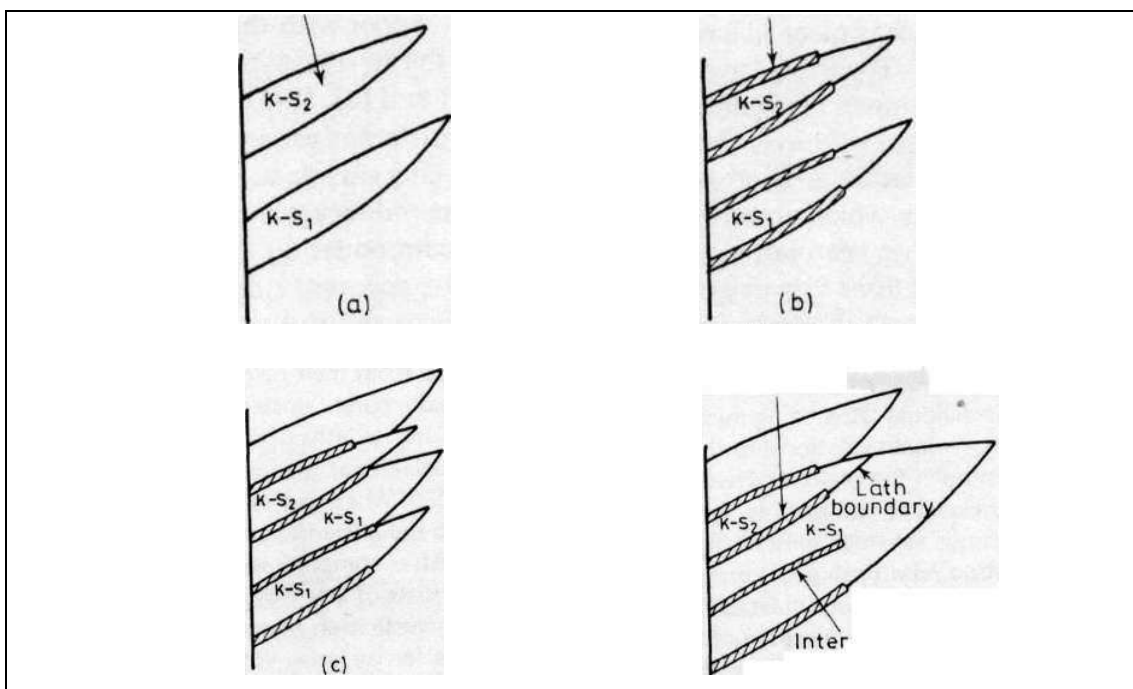 K-S₂
K-S₁
(a)
K-S₂
K-S₁
(b)
K-S₂
K-S₁
K-S₁
(c)
Lath
boundary
K-S₂
K-S₁
Inter